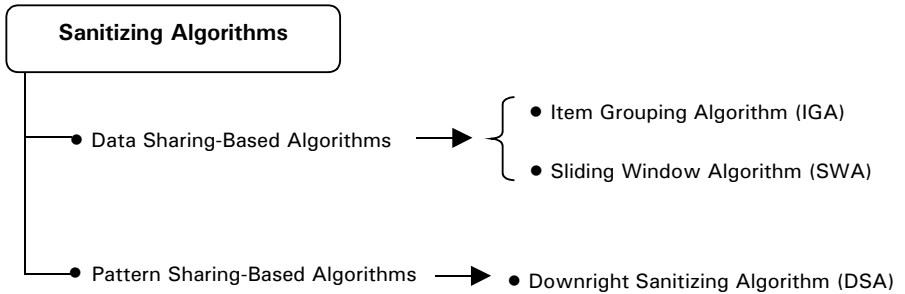 Sanitizing Algorithms
Data Sharing-Based Algorithms
Item Grouping Algorithm (IGA)
Sliding Window Algorithm (SWA)
Pattern Sharing-Based Algorithms
Downright Sanitizing Algorithm (DSA)